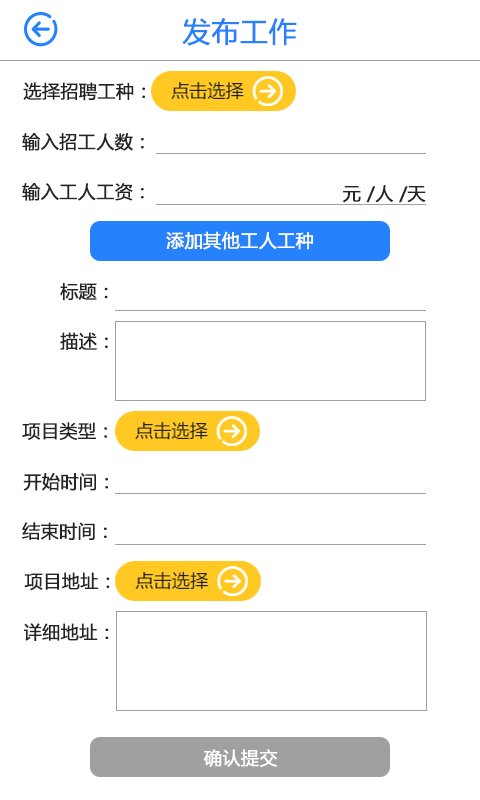 发布工作
选择招聘工种：点击选择
输入招工人数：
输入工人工资： 元 /人 /天
添加其他工人工种
标题：
描述：
项目类型：点击选择
开始时间：
结束时间：
项目地址：点击选择
详细地址：
确认提交